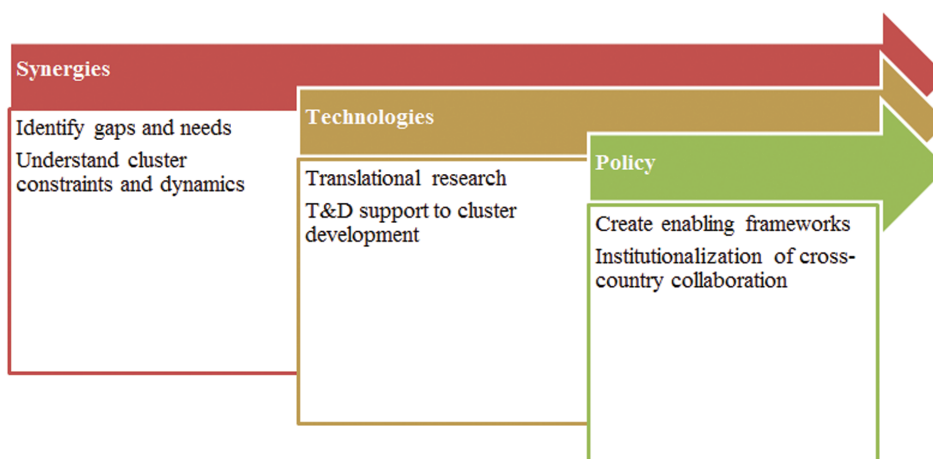 Synergies
Identify gaps and needs
Understand cluster
constraints and dynamics
Technologies
Translational research
T&D support to cluster
development
Policy
Create enabling frameworks
Institutionalization of cross-
country collaboration